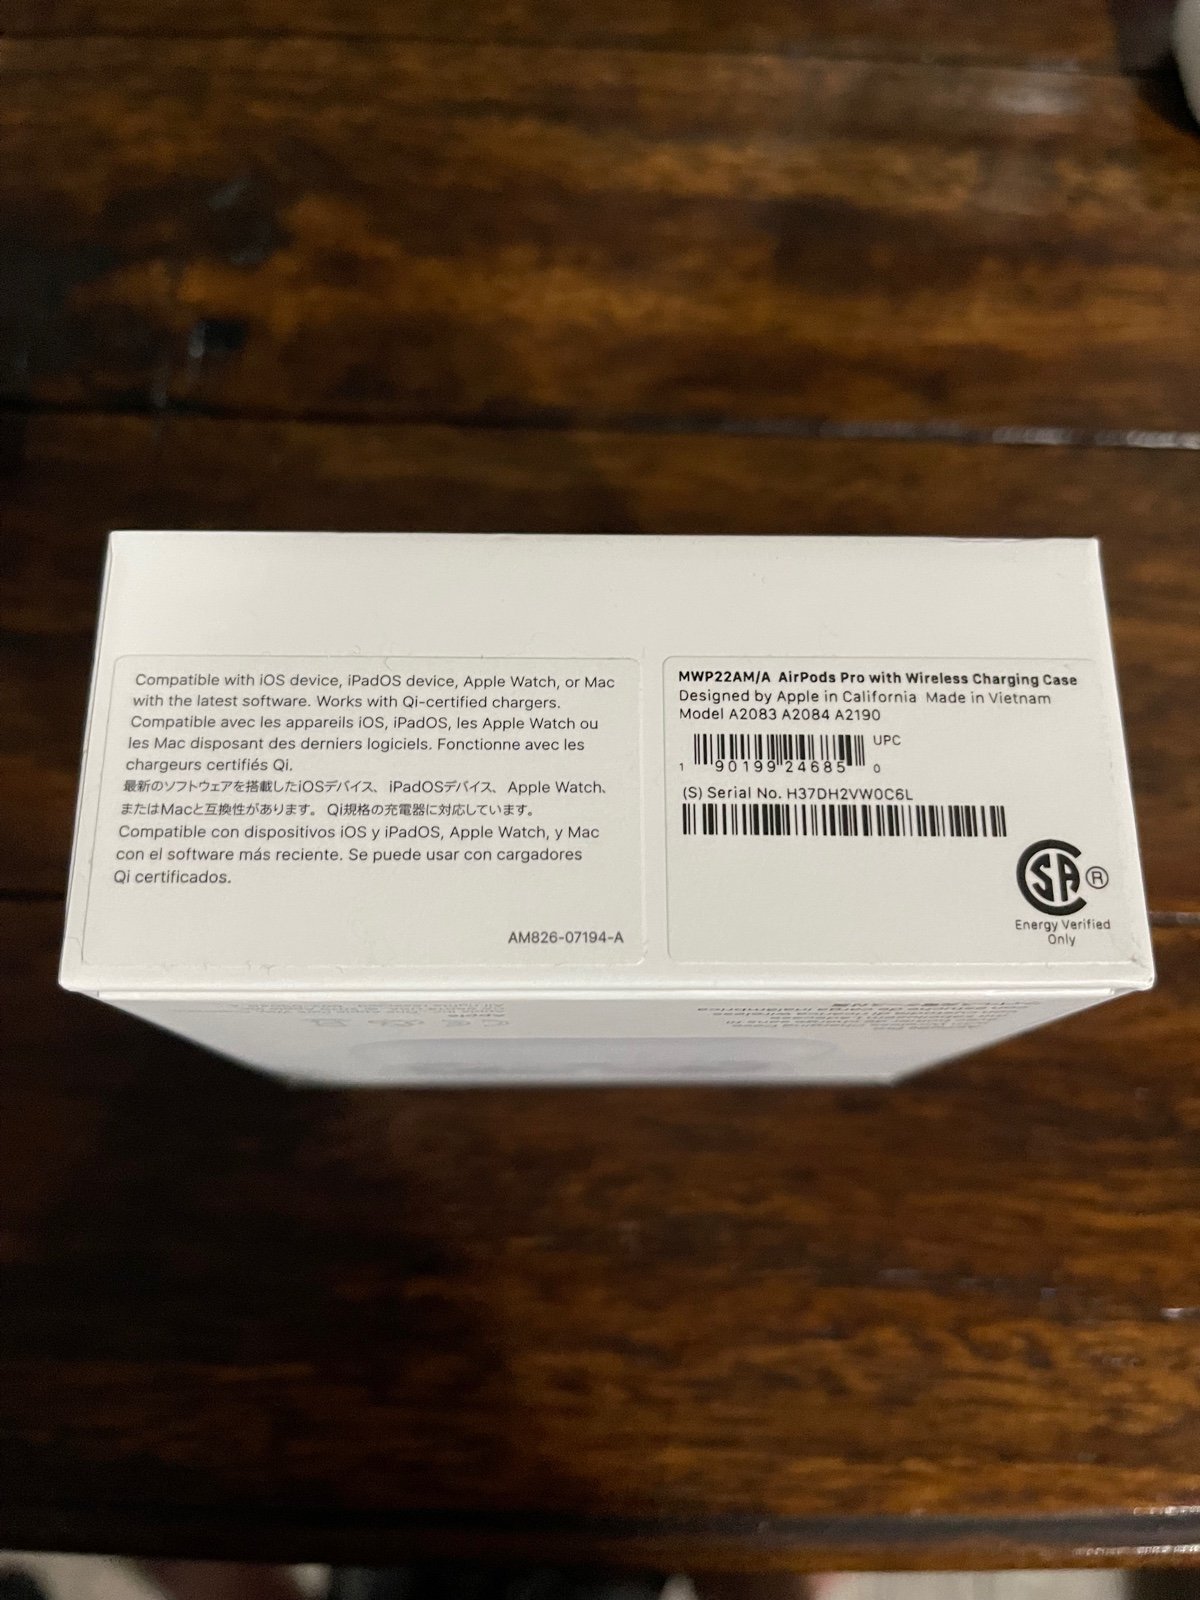 Compatible with iOS device, iPadOS device, Apple Watch, or Mac
with the latest software. Works with Qi-certified chargers.
Compatible avec les appareils iOS, iPadOS, les Apple Watch ou
les Mac disposant des derniers logiciels. Fonctionne avec les
chargeurs certifiés Qi.
最新のソフトウェアを搭載したiOSデバイス、iPadOSデバイス、Apple Watch、
またはMacと互換性があります。Qi規格の充電器に対応しています。
Compatible con dispositivos iOS y iPadOS, Apple Watch, y Mac
con el software más reciente. Se puede usar con cargadores
Qi certificados.
AM826-07194-A
MWP22AM/A AirPods Pro with Wireless Charging Case
Designed by Apple in California Made in Vietnam
Model A2083 A2084 A2190
UPC
1 90199 24685 0
(S) Serial No. H37DH2VW0C6L
SA ®
Energy Verified
Only